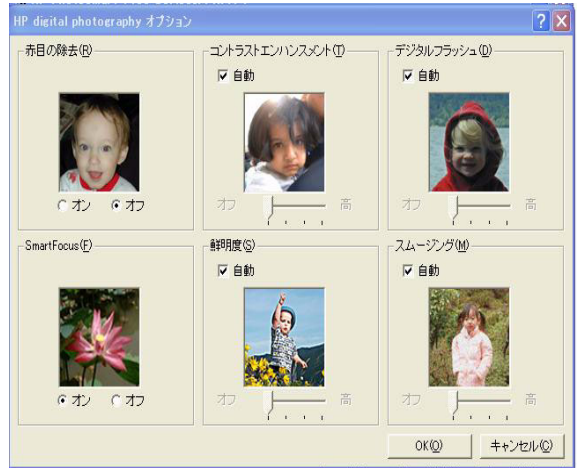 HP digital photography オプション
赤目の除去(R)
オン オフ
コントラストエンハンスメント(T)
自動
オフ 高
デジタルフラッシュ(D)
自動
オフ 高
SmartFocus(F)
オン オフ
鮮明度(S)
自動
オフ 高
スムージング(M)
自動
オフ 高
OK(O) キャンセル(C)